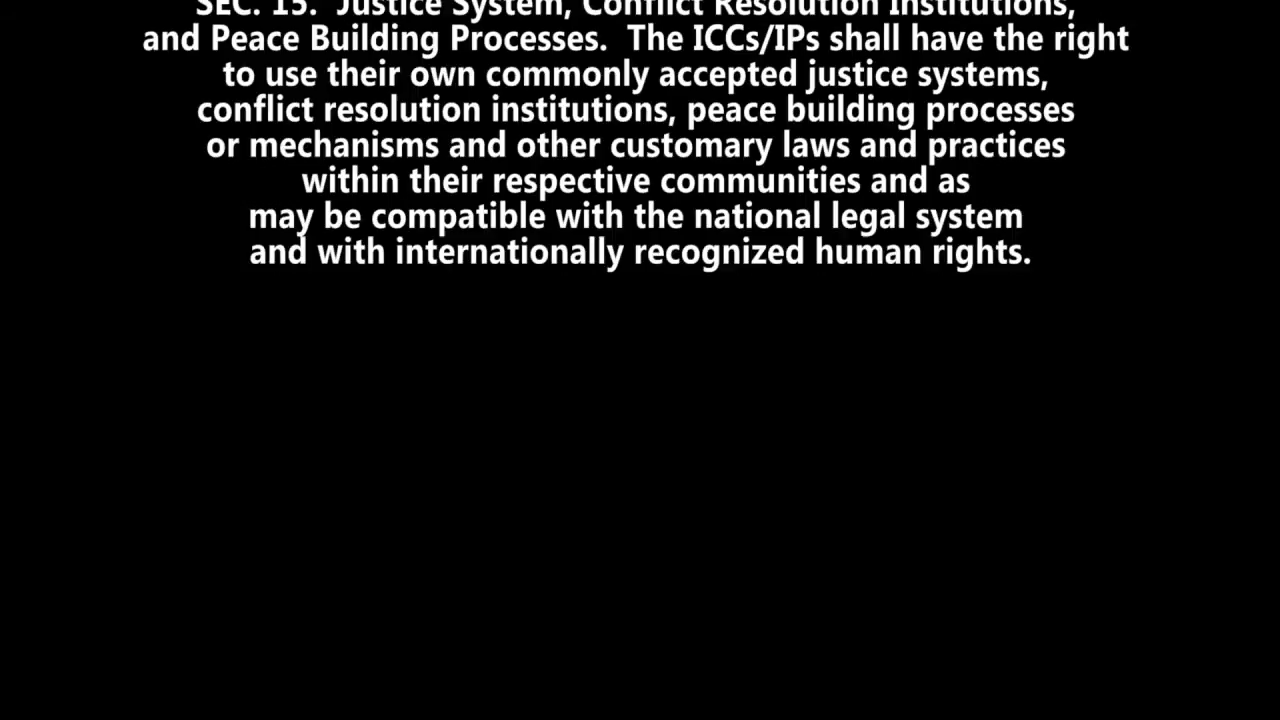 SEC. 15.  Justice System, Conflict Resolution Institutions,
and Peace Building Processes.  The ICCs/IPs shall have the right
to use their own commonly accepted justice systems,
conflict resolution institutions, peace building processes
or mechanisms and other customary laws and practices
within their respective communities and as
may be compatible with the national legal system
and with internationally recognized human rights.